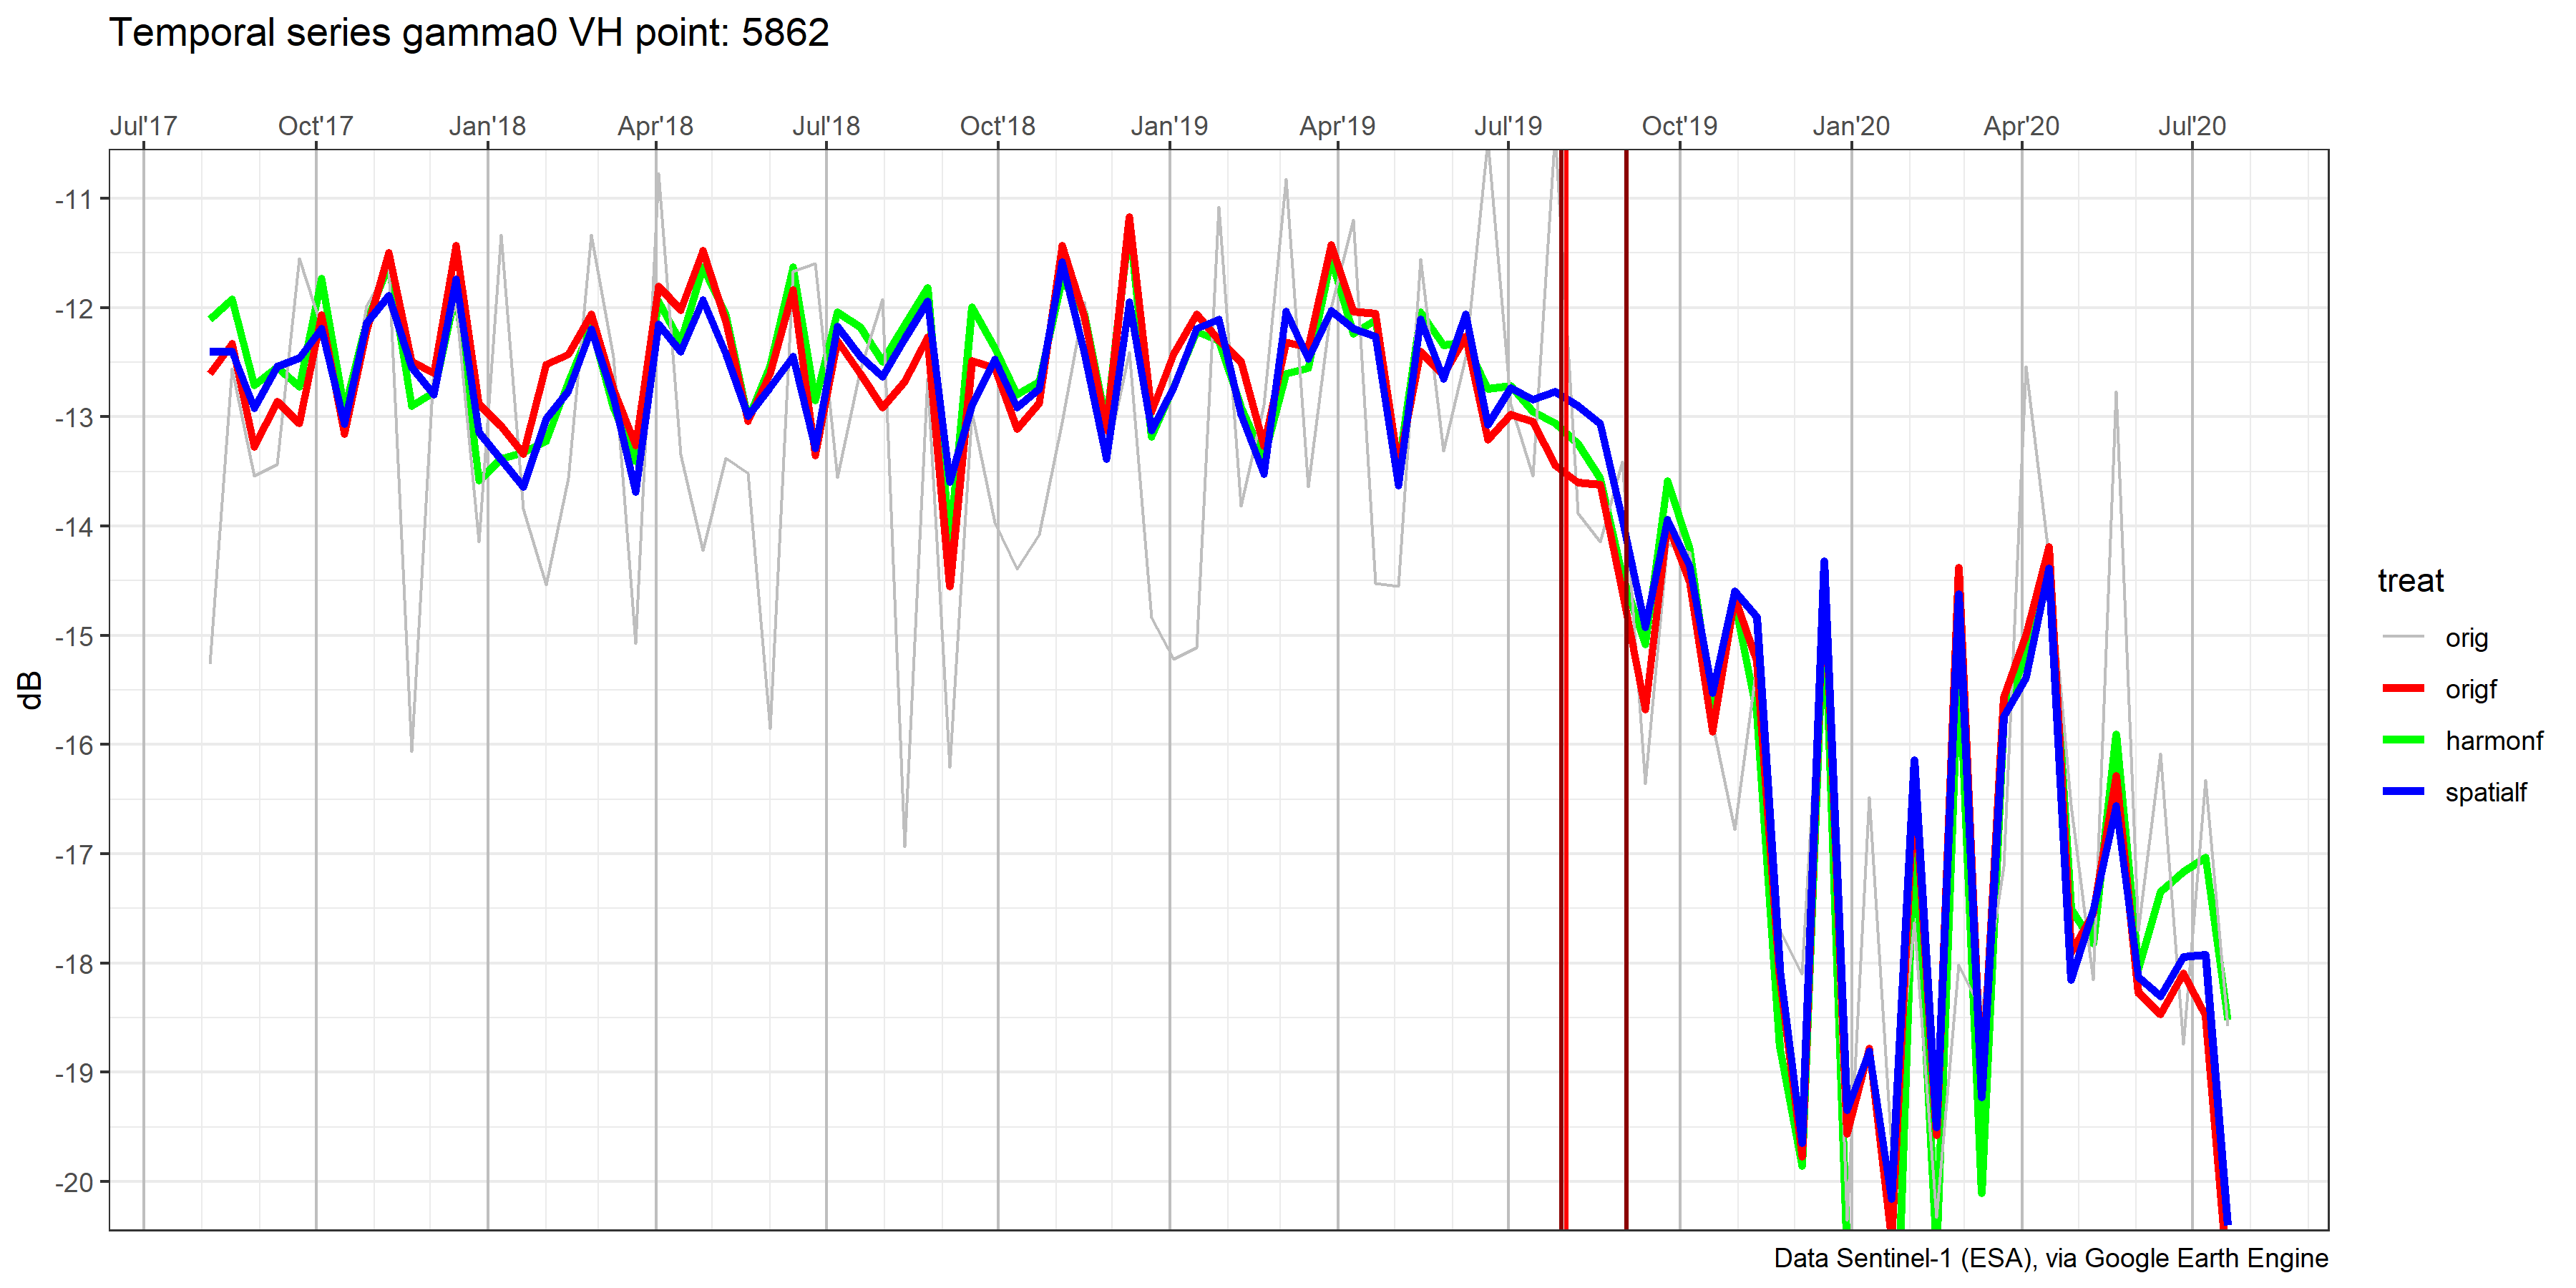 Temporal series gamma0 VH point: 5862
Jul'17 Oct'17 Jan'18 Apr'18 Jul'18 Oct'18 Jan'19 Apr'19 Jul'19 Oct'19 Jan'20 Apr'20 Jul'20
-11
-12
-13
-14
-15
-16
-17
-18
-19
-20
dB
treat
orig
origf
harmonf
spatialf
Data Sentinel-1 (ESA), via Google Earth Engine